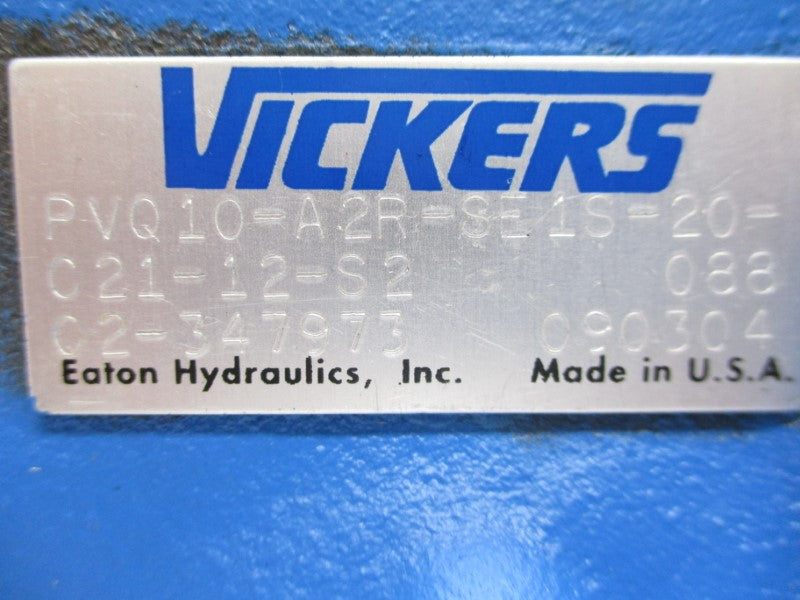 VICKERS
PVQ10-A2R-SE1S-20-
C21-12-S2 088
02-347973 090304
Eaton Hydraulics, Inc. Made in U.S.A.